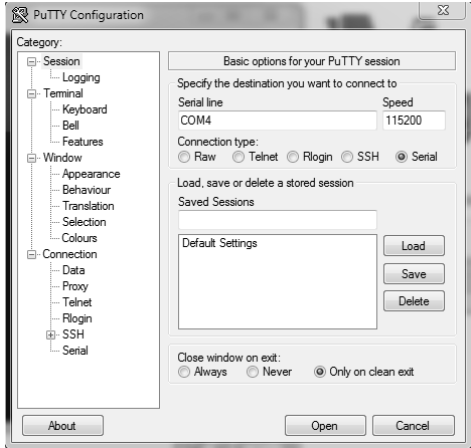 PuTTY Configuration
Category:
Session
Logging
Terminal
Keyboard
Bell
Features
Window
Appearance
Behaviour
Translation
Selection
Colours
Connection
Data
Proxy
Telnet
Rlogin
SSH
Serial
Basic options for your PuTTY session
Specify the destination you want to connect to
Serial line Speed
COM4 115200
Connection type:
Raw Telnet Rlogin SSH Serial
Load, save or delete a stored session
Saved Sessions
Default Settings
Load
Save
Delete
Close window on exit:
Always Never Only on clean exit
About Open Cancel